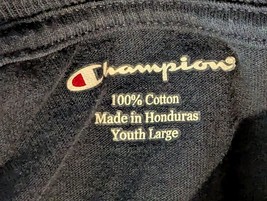 Champion
100% Cotton
Made in Honduras
Youth Large